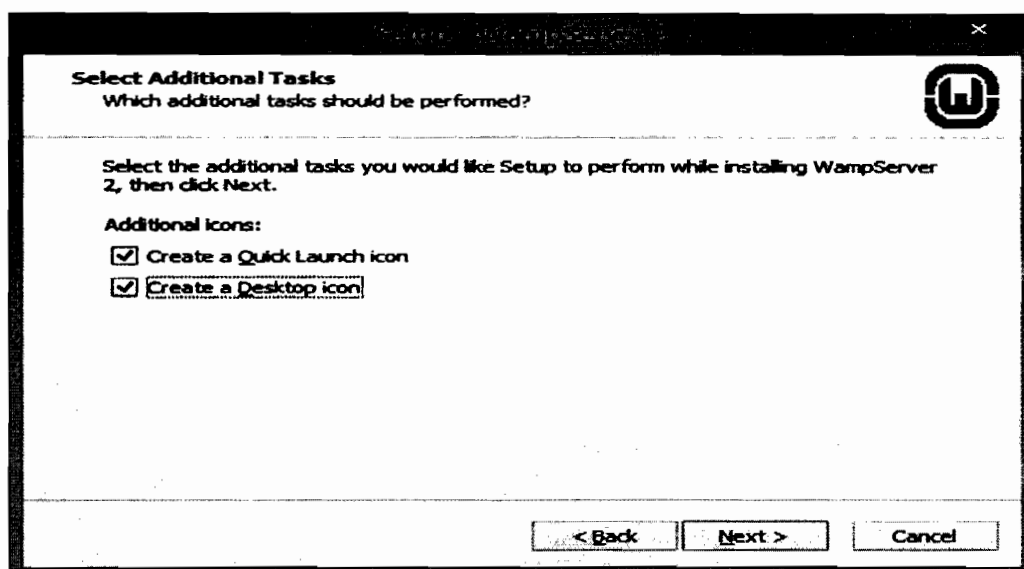 Select Additional Tasks
Which additional tasks should be performed?
Select the additional tasks you would like Setup to perform while installing WampServer
2, then click Next.
Additional icons:
Create a Quick Launch icon
Create a Desktop icon
< Back
Next >
Cancel